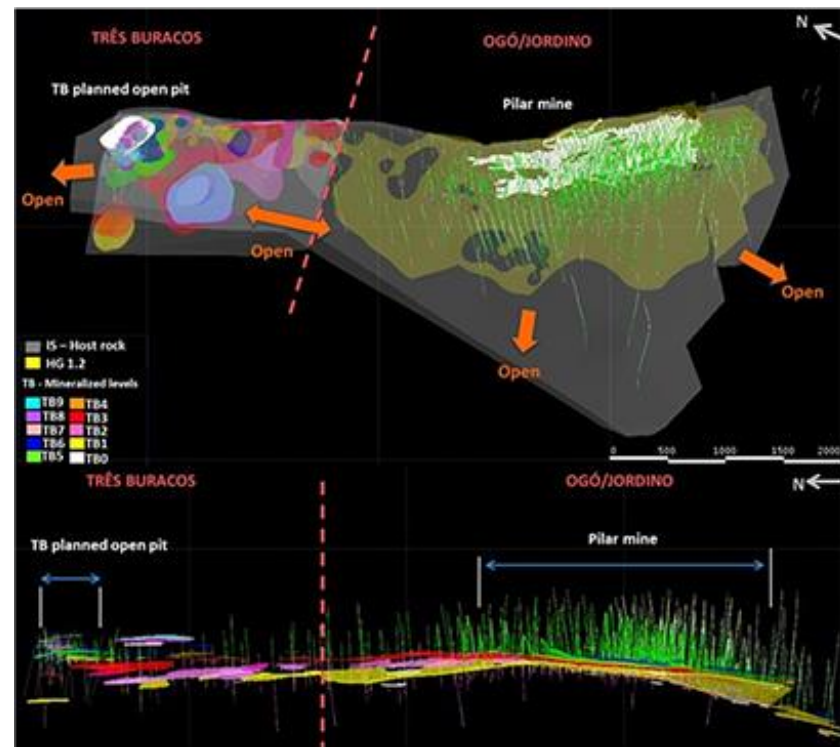 TRÊS BURACOS
OGÓ/JORDINO
N
TB planned open pit
Pilar mine
Open
Open
Open
Open
IS – Host rock
HG 1.2
TB - Mineralized levels
TB9 TB4
TB8 TB3
TB7 TB2
TB6 TB1
TB5 TB0
0 500 1000 1500 2000
TRÊS BURACOS
OGÓ/JORDINO
N
TB planned open pit
Pilar mine